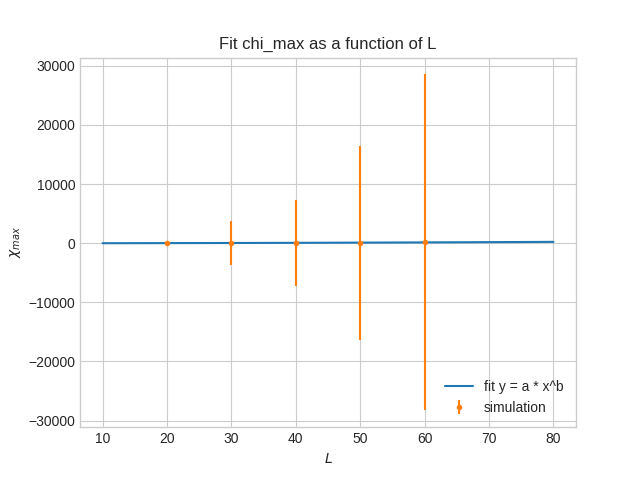 Fit chi_max as a function of L
30000
20000
10000
0
−10000
−20000
−30000
χmax
10 20 30 40 50 60 70 80
L
fit y = a * x^b
simulation